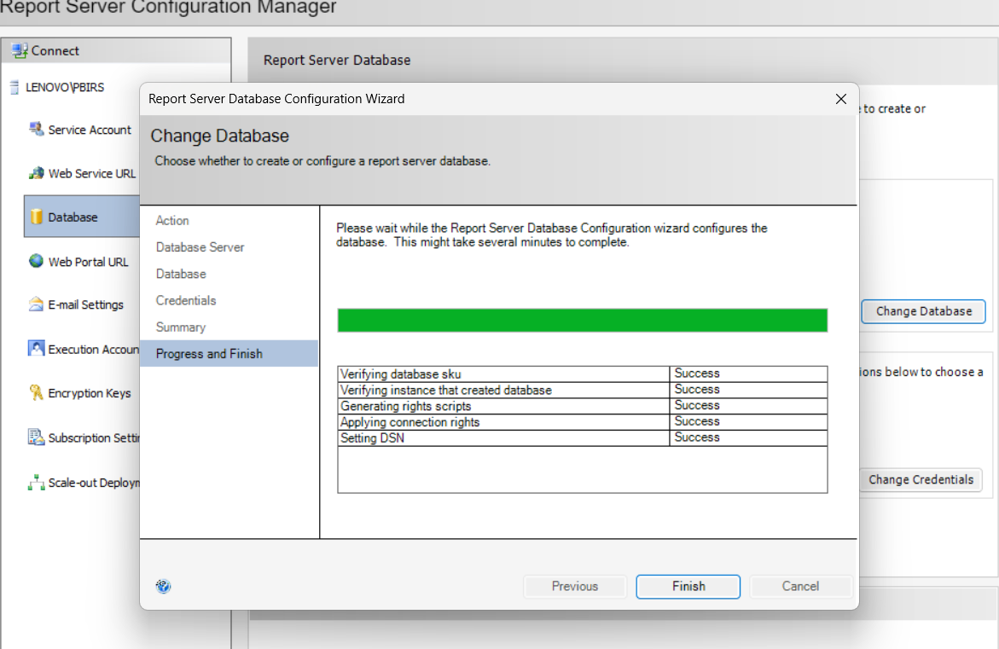 Report Server Configuration Manager
Connect
LENOVO\PBIRS
Service Account
Web Service URL
Database
Web Portal URL
E-mail Settings
Execution Accoun
Encryption Keys
Subscription Settin
Scale-out Deploym
Report Server Database
to create or
Change Database
ions below to choose a
Change Credentials
Report Server Database Configuration Wizard
Change Database
Choose whether to create or configure a report server database.
Action
Database Server
Database
Credentials
Summary
Progress and Finish
Please wait while the Report Server Database Configuration wizard configures the
database. This might take several minutes to complete.
Verifying database sku Success
Verifying instance that created database Success
Generating rights scripts Success
Applying connection rights Success
Setting DSN Success
Previous
Finish
Cancel